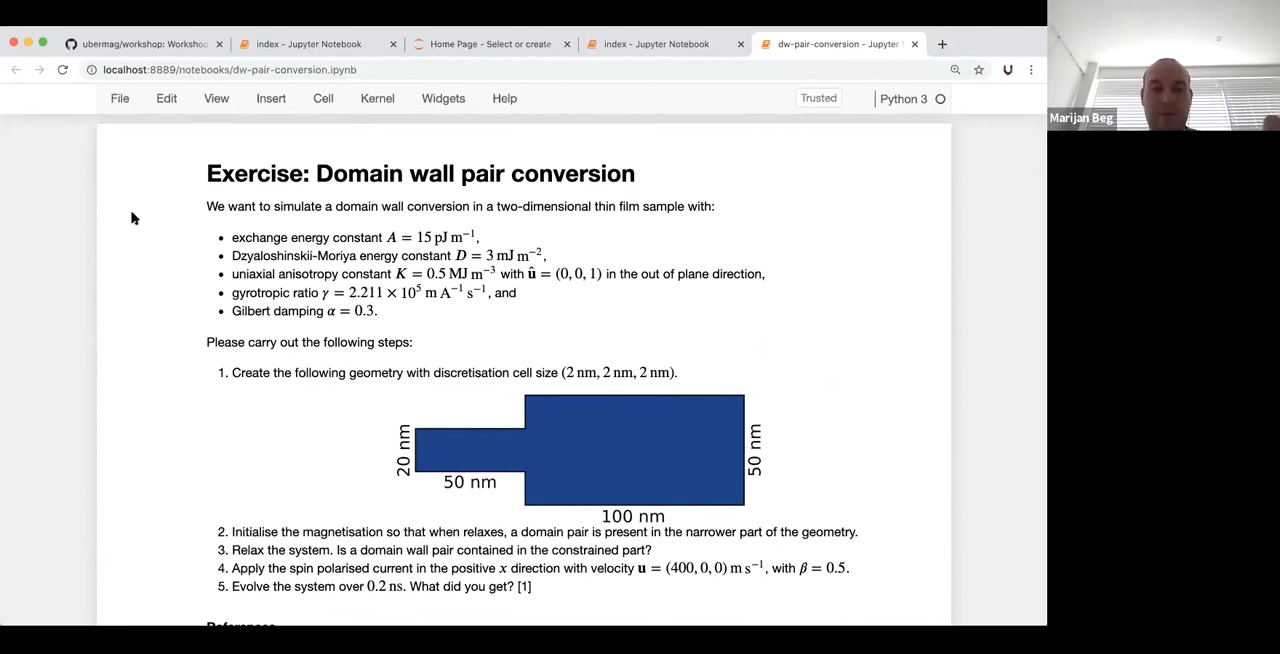 ubermag/workshop: Workshop
index - Jupyter Notebook
Home Page - Select or create
index - Jupyter Notebook
dw-pair-conversion - Jupyter
localhost:8889/notebooks/dw-pair-conversion.ipynb
File Edit View Insert Cell Kernel Widgets Help Trusted Python 3
Marijan Beg
Exercise: Domain wall pair conversion
We want to simulate a domain wall conversion in a two-dimensional thin film sample with:
• exchange energy constant A = 15 pJ m⁻¹,
• Dzyaloshinskii-Moriya energy constant D = 3 mJ m⁻²,
• uniaxial anisotropy constant K = 0.5 MJ m⁻³ with û = (0, 0, 1) in the out of plane direction,
• gyrotropic ratio γ = 2.211 × 10⁵ m A⁻¹ s⁻¹, and
• Gilbert damping α = 0.3.
Please carry out the following steps:
1. Create the following geometry with discretisation cell size (2 nm, 2 nm, 2 nm).
20 nm
50 nm
50 nm
100 nm
2. Initialise the magnetisation so that when relaxes, a domain pair is present in the narrower part of the geometry.
3. Relax the system. Is a domain wall pair contained in the constrained part?
4. Apply the spin polarised current in the positive x direction with velocity u = (400, 0, 0) m s⁻¹, with β = 0.5.
5. Evolve the system over 0.2 ns. What did you get? [1]